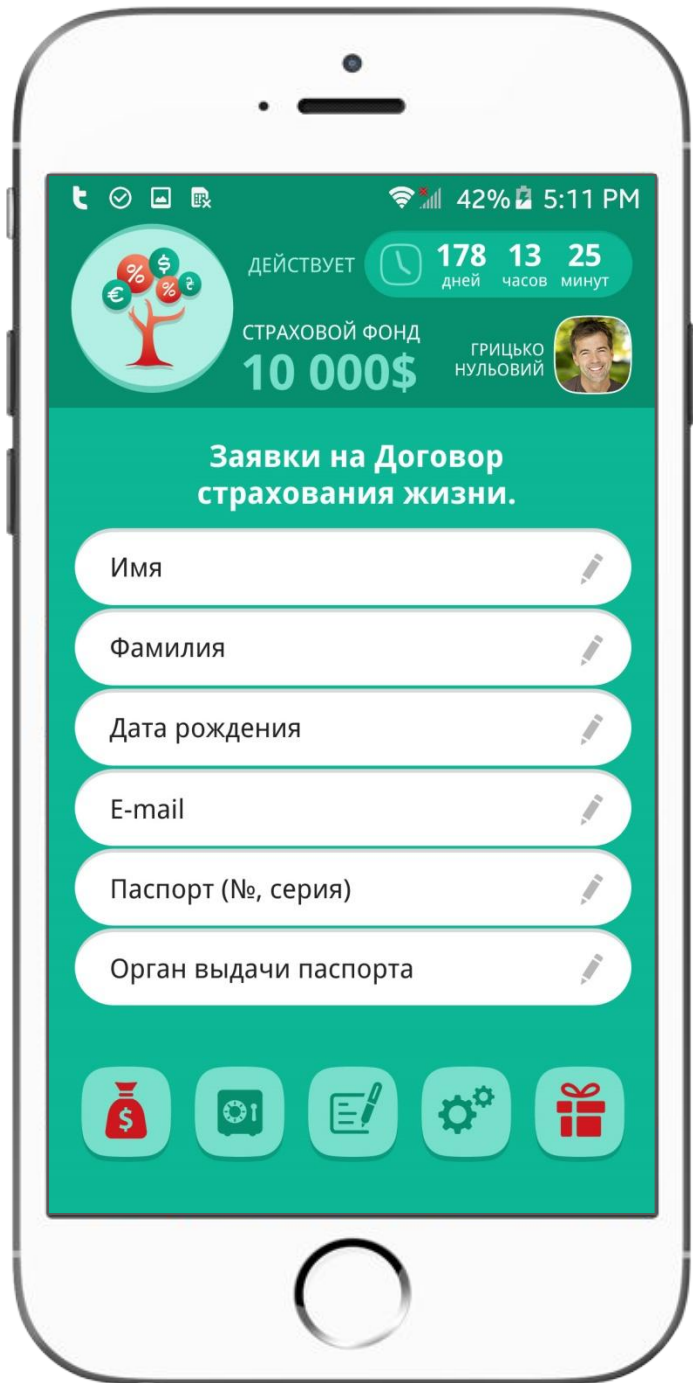 42% 5:11 PM
ДЕЙСТВУЕТ 178 13 25
дней часов минут
СТРАХОВОЙ ФОНД
10 000$
ГРИЦЬКО
НУЛЬОВИЙ
Заявки на Договор
страхования жизни.
Имя
Фамилия
Дата рождения
E-mail
Паспорт (№, серия)
Орган выдачи паспорта